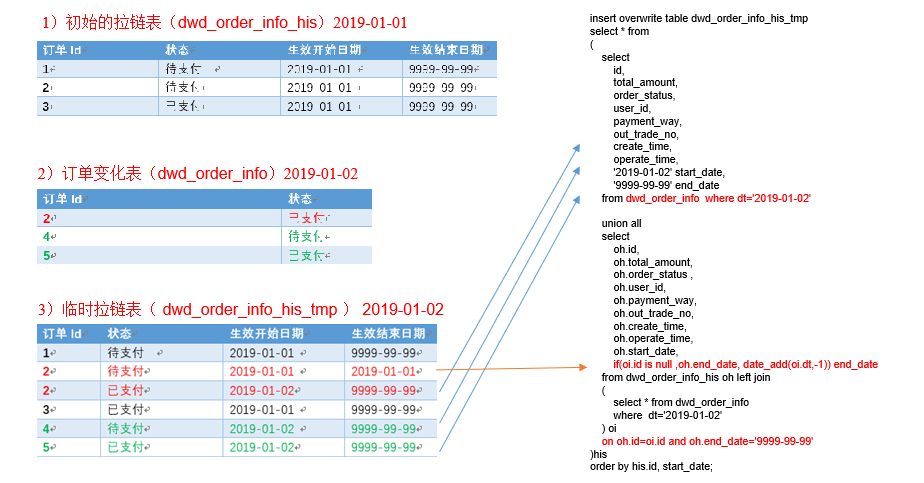 1）初始的拉链表（dwd_order_info_his）2019-01-01
订单 Id 状态 生效开始日期 生效结束日期
1 待支付 2019-01-01 9999-99-99
2 待支付 2019-01-01 9999-99-99
3 已支付 2019-01-01 9999-99-99
2）订单变化表（dwd_order_info）2019-01-02
订单 Id 状态
2 已支付
4 待支付
5 已支付
3）临时拉链表（ dwd_order_info_his_tmp ） 2019-01-02
订单 Id 状态 生效开始日期 生效结束日期
1 待支付 2019-01-01 9999-99-99
2 待支付 2019-01-01 2019-01-01
2 已支付 2019-01-02 9999-99-99
3 已支付 2019-01-01 9999-99-99
4 待支付 2019-01-02 9999-99-99
5 已支付 2019-01-02 9999-99-99
insert overwrite table dwd_order_info_his_tmp
select * from
(
select
id,
total_amount,
order_status,
user_id,
payment_way,
out_trade_no,
create_time,
operate_time,
'2019-01-02' start_date,
'9999-99-99' end_date
from dwd_order_info where dt='2019-01-02'
union all
select
oh.id,
oh.total_amount,
oh.order_status ,
oh.user_id,
oh.payment_way,
oh.out_trade_no,
oh.create_time,
oh.operate_time,
oh.start_date,
if(oi.id is null ,oh.end_date, date_add(oi.dt,-1)) end_date
from dwd_order_info_his oh left join
(
select * from dwd_order_info
where dt='2019-01-02'
) oi
on oh.id=oi.id and oh.end_date='9999-99-99'
)his
order by his.id, start_date;